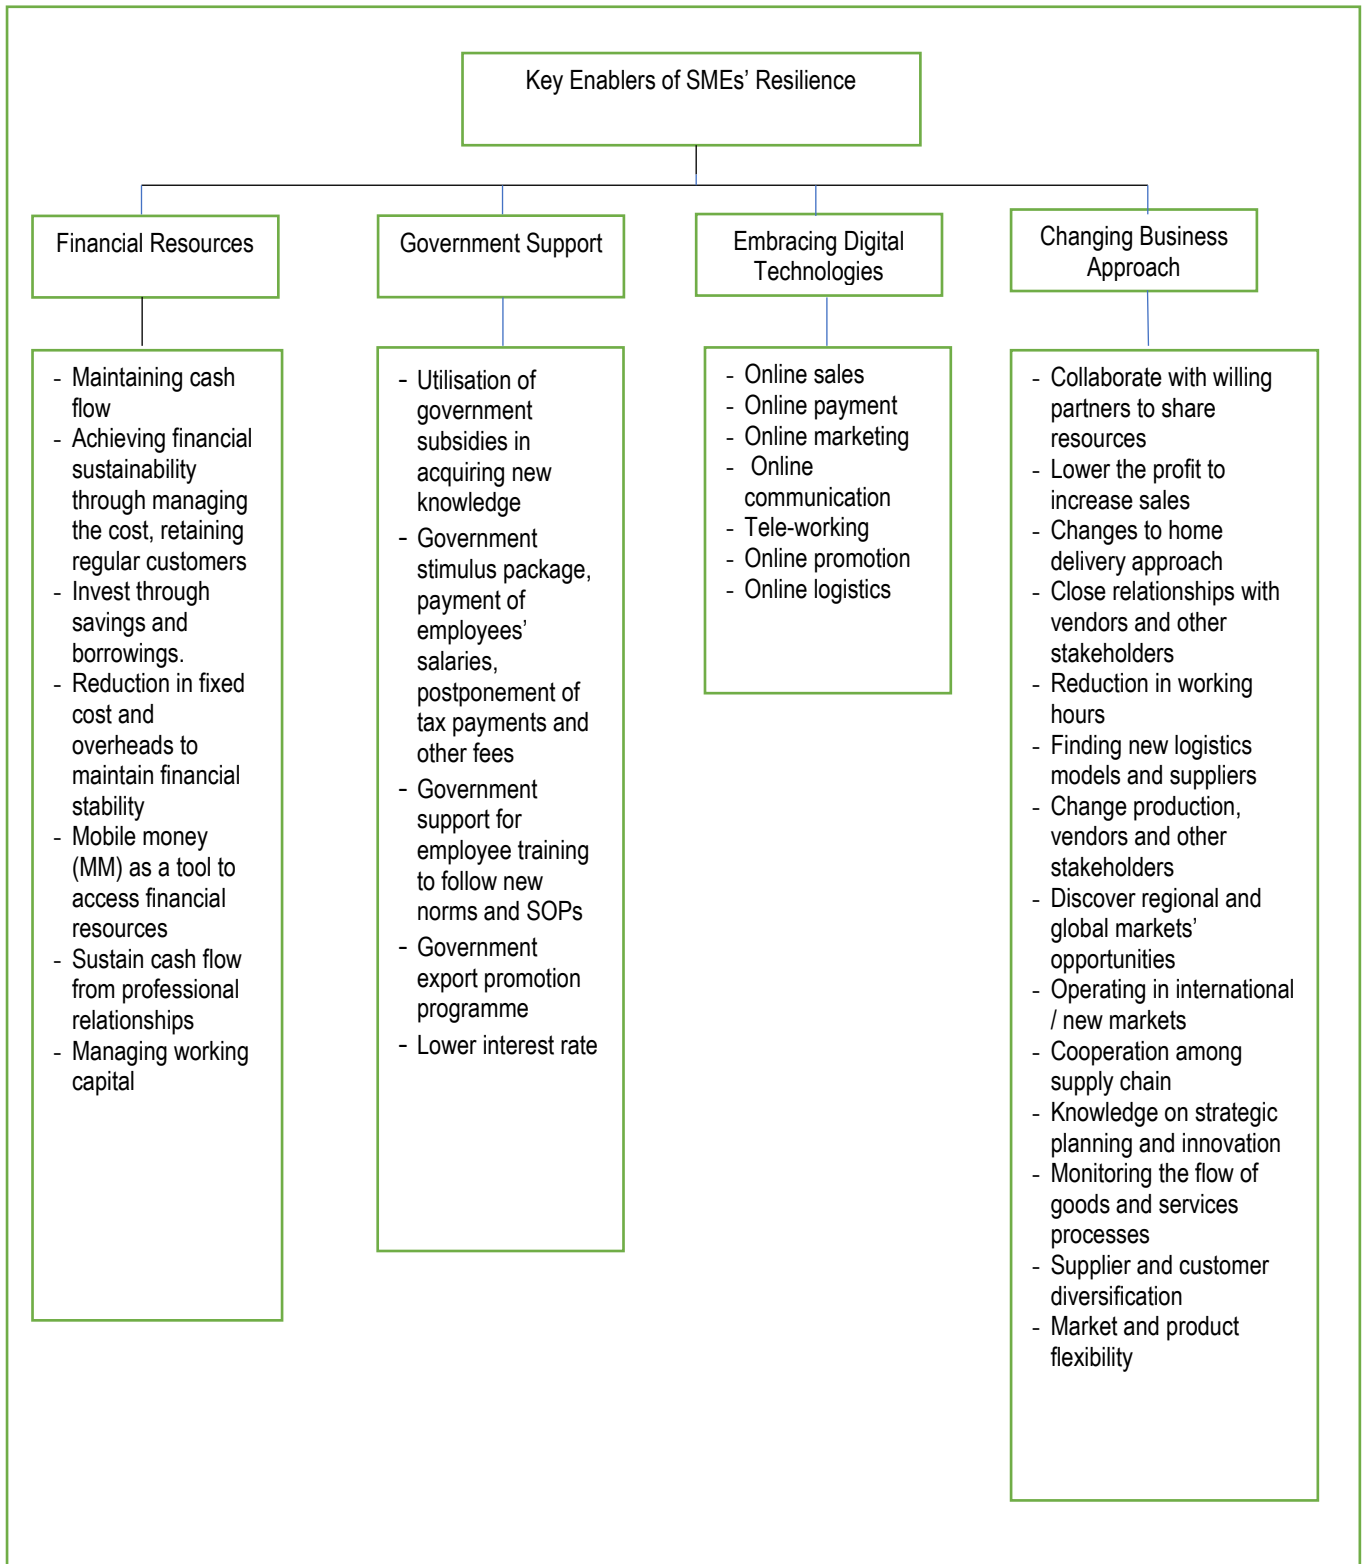 Key Enablers of SMEs’ Resilience
Financial Resources
Government Support
Embracing Digital
Technologies
Changing Business
Approach
- Maintaining cash
flow
- Achieving financial
sustainability
through managing
the cost, retaining
regular customers
- Invest through
savings and
borrowings.
- Reduction in fixed
cost and
overheads to
maintain financial
stability
- Mobile money
(MM) as a tool to
access financial
resources
- Sustain cash flow
from professional
relationships
- Managing working
capital
- Utilisation of
government
subsidies in
acquiring new
knowledge
- Government
stimulus package,
payment of
employees’
salaries,
postponement of
tax payments and
other fees
- Government
support for
employee training
to follow new
norms and SOPs
- Government
export promotion
programme
- Lower interest rate
- Online sales
- Online payment
- Online marketing
- Online
communication
- Tele-working
- Online promotion
- Online logistics
- Collaborate with willing
partners to share
resources
- Lower the profit to
increase sales
- Changes to home
delivery approach
- Close relationships with
vendors and other
stakeholders
- Reduction in working
hours
- Finding new logistics
models and suppliers
- Change production,
vendors and other
stakeholders
- Discover regional and
global markets’
opportunities
- Operating in international
/ new markets
- Cooperation among
supply chain
- Knowledge on strategic
planning and innovation
- Monitoring the flow of
goods and services
processes
- Supplier and customer
diversification
- Market and product
flexibility